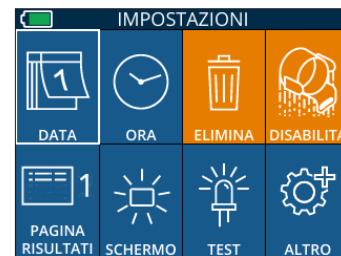 IMPOSTAZIONI
1
DATA
ORA
ELIMINA
DISABILITA
1
PAGINA
RISULTATI
SCHERMO
TEST
ALTRO